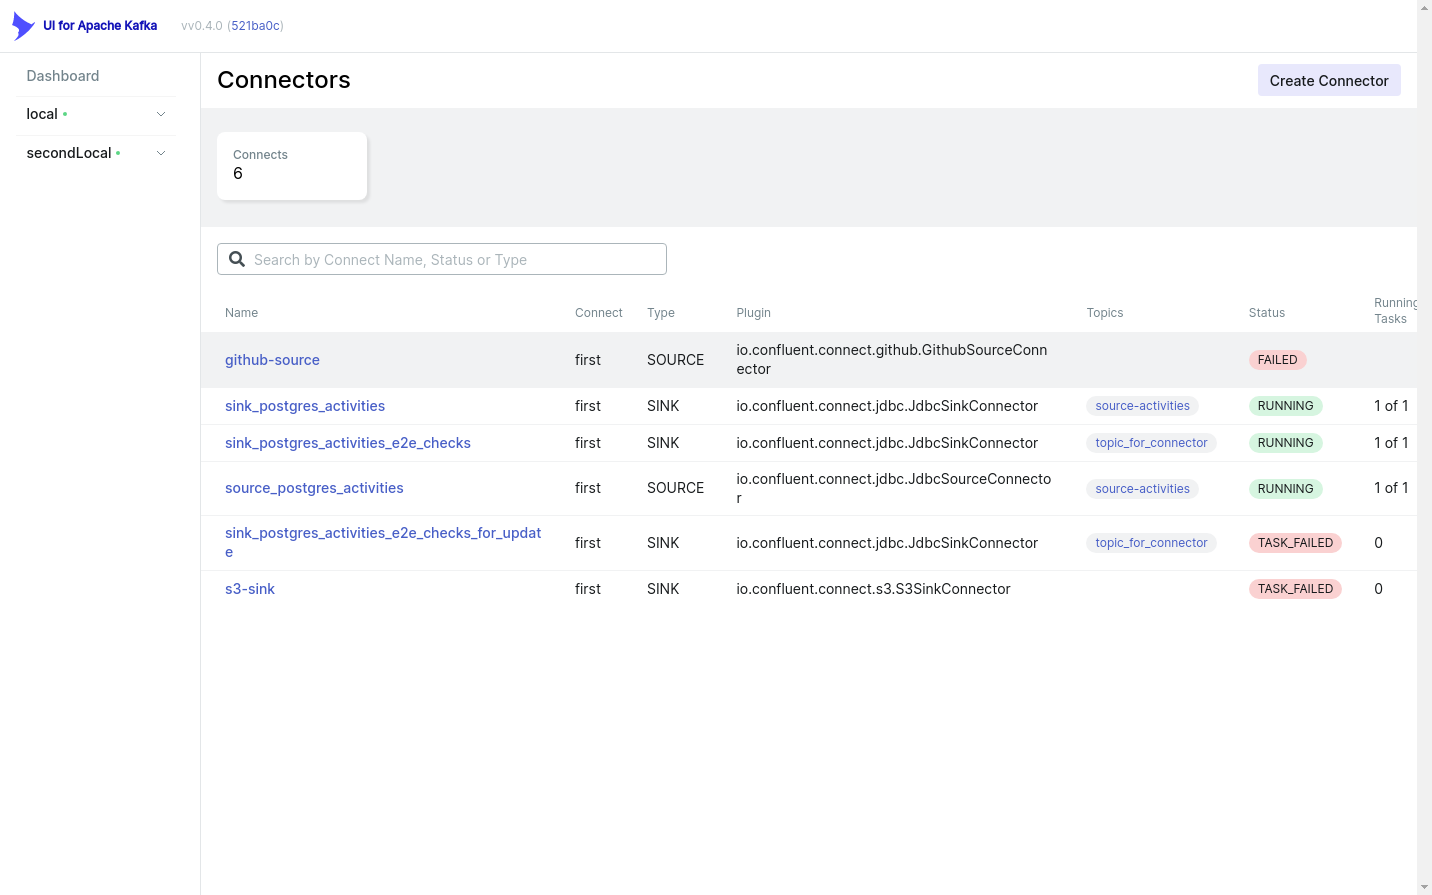 UI for Apache Kafka vv0.4.0 (521ba0c)
Dashboard
local
secondLocal
Connectors
Create Connector
Connects
6
Search by Connect Name, Status or Type
Name Connect Type Plugin Topics Status Running
Tasks
github-source first SOURCE io.confluent.connect.github.GithubSourceConn
ector FAILED
sink_postgres_activities first SINK io.confluent.connect.jdbc.JdbcSinkConnector source-activities RUNNING 1 of 1
sink_postgres_activities_e2e_checks first SINK io.confluent.connect.jdbc.JdbcSinkConnector topic_for_connector RUNNING 1 of 1
source_postgres_activities first SOURCE io.confluent.connect.jdbc.JdbcSourceConnecto
r source-activities RUNNING 1 of 1
sink_postgres_activities_e2e_checks_for_updat
e first SINK io.confluent.connect.jdbc.JdbcSinkConnector topic_for_connector TASK_FAILED 0
s3-sink first SINK io.confluent.connect.s3.S3SinkConnector TASK_FAILED 0